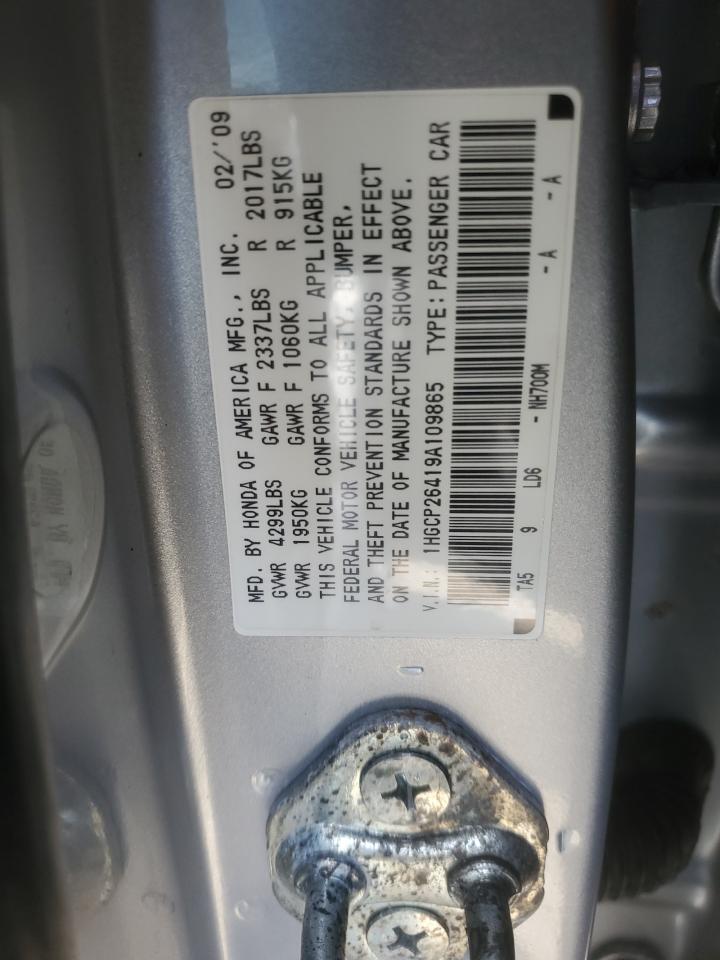 MFD. BY HONDA OF AMERICA MFG., INC. 02/'09
GVWR 4299LBS GAWR F 2337LBS R 2017LBS
GVWR 1950KG GAWR F 1060KG R 915KG
THIS VEHICLE CONFORMS TO ALL APPLICABLE
FEDERAL MOTOR VEHICLE SAFETY, BUMPER,
AND THEFT PREVENTION STANDARDS IN EFFECT
ON THE DATE OF MANUFACTURE SHOWN ABOVE.
V.I.N.: 1HGCP26419A109865 TYPE: PASSENGER CAR
TA5 9 LD6 - NH700M - A - A